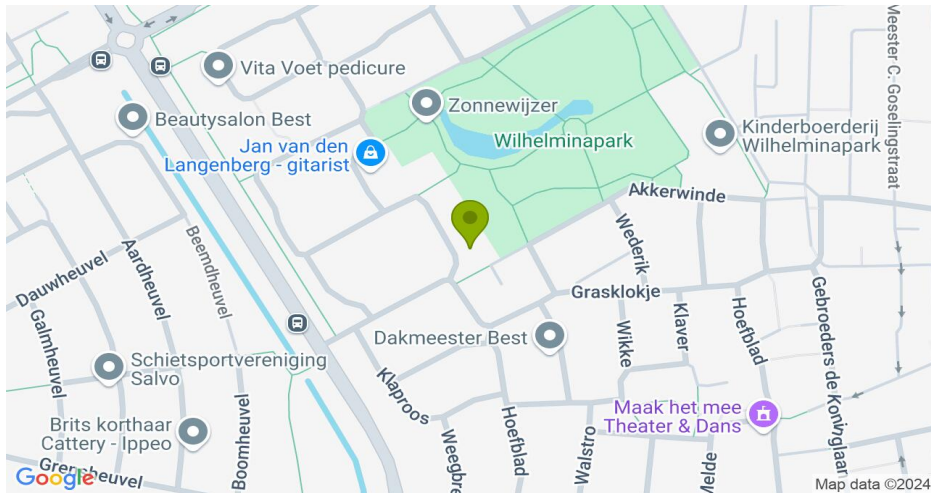 Meester C. Goselingstraat
Vita Voet pedicure
Zonnewijzer
Beautysalon Best
Kinderboerderij
Wilhelminapark
Wilhelminapark
Jan van den
Langenberg - gitarist
Akkerwinde
Wederik
Beemdheuvel
Aardheuvel
Dauwheuvel
Galmheuvel
Grasklokje
Gebroeders de Koninglaan
Hoefblad
Klaver
Wikke
Dakmeester Best
Schietsportvereniging
Salvo
Klaproos
Maak het mee
Theater & Dans
Brits korthaar
Cattery - Ippeo
Boomheuvel
Hoefblad
Walstro
Melde
Google
Map data ©2024